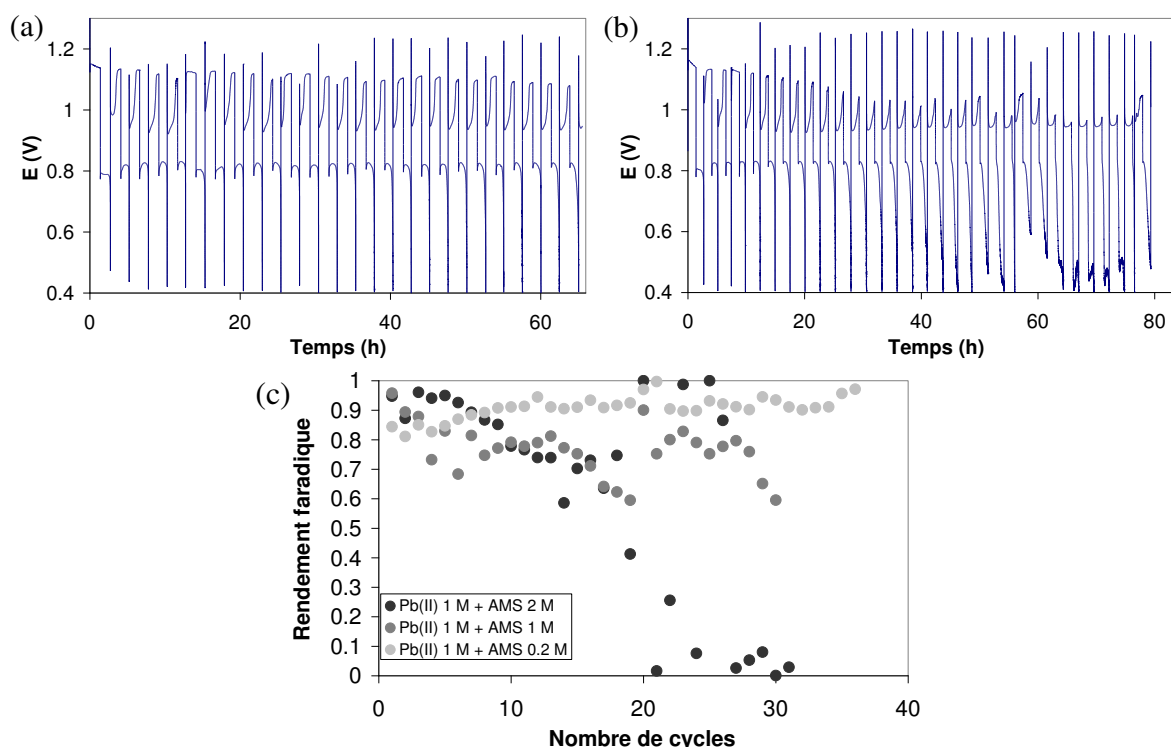 (a)
1.2
1
0.8
0.6
0.4
E (V)
0
20
40
60
Temps (h)
(b)
1.2
1
0.8
0.6
0.4
E (V)
0
20
40
60
80
Temps (h)
(c)
1
0.9
0.8
0.7
0.6
0.5
0.4
0.3
0.2
0.1
0
Rendement faradique
Pb(II) 1 M + AMS 2 M
Pb(II) 1 M + AMS 1 M
Pb(II) 1 M + AMS 0.2 M
0
10
20
30
40
Nombre de cycles